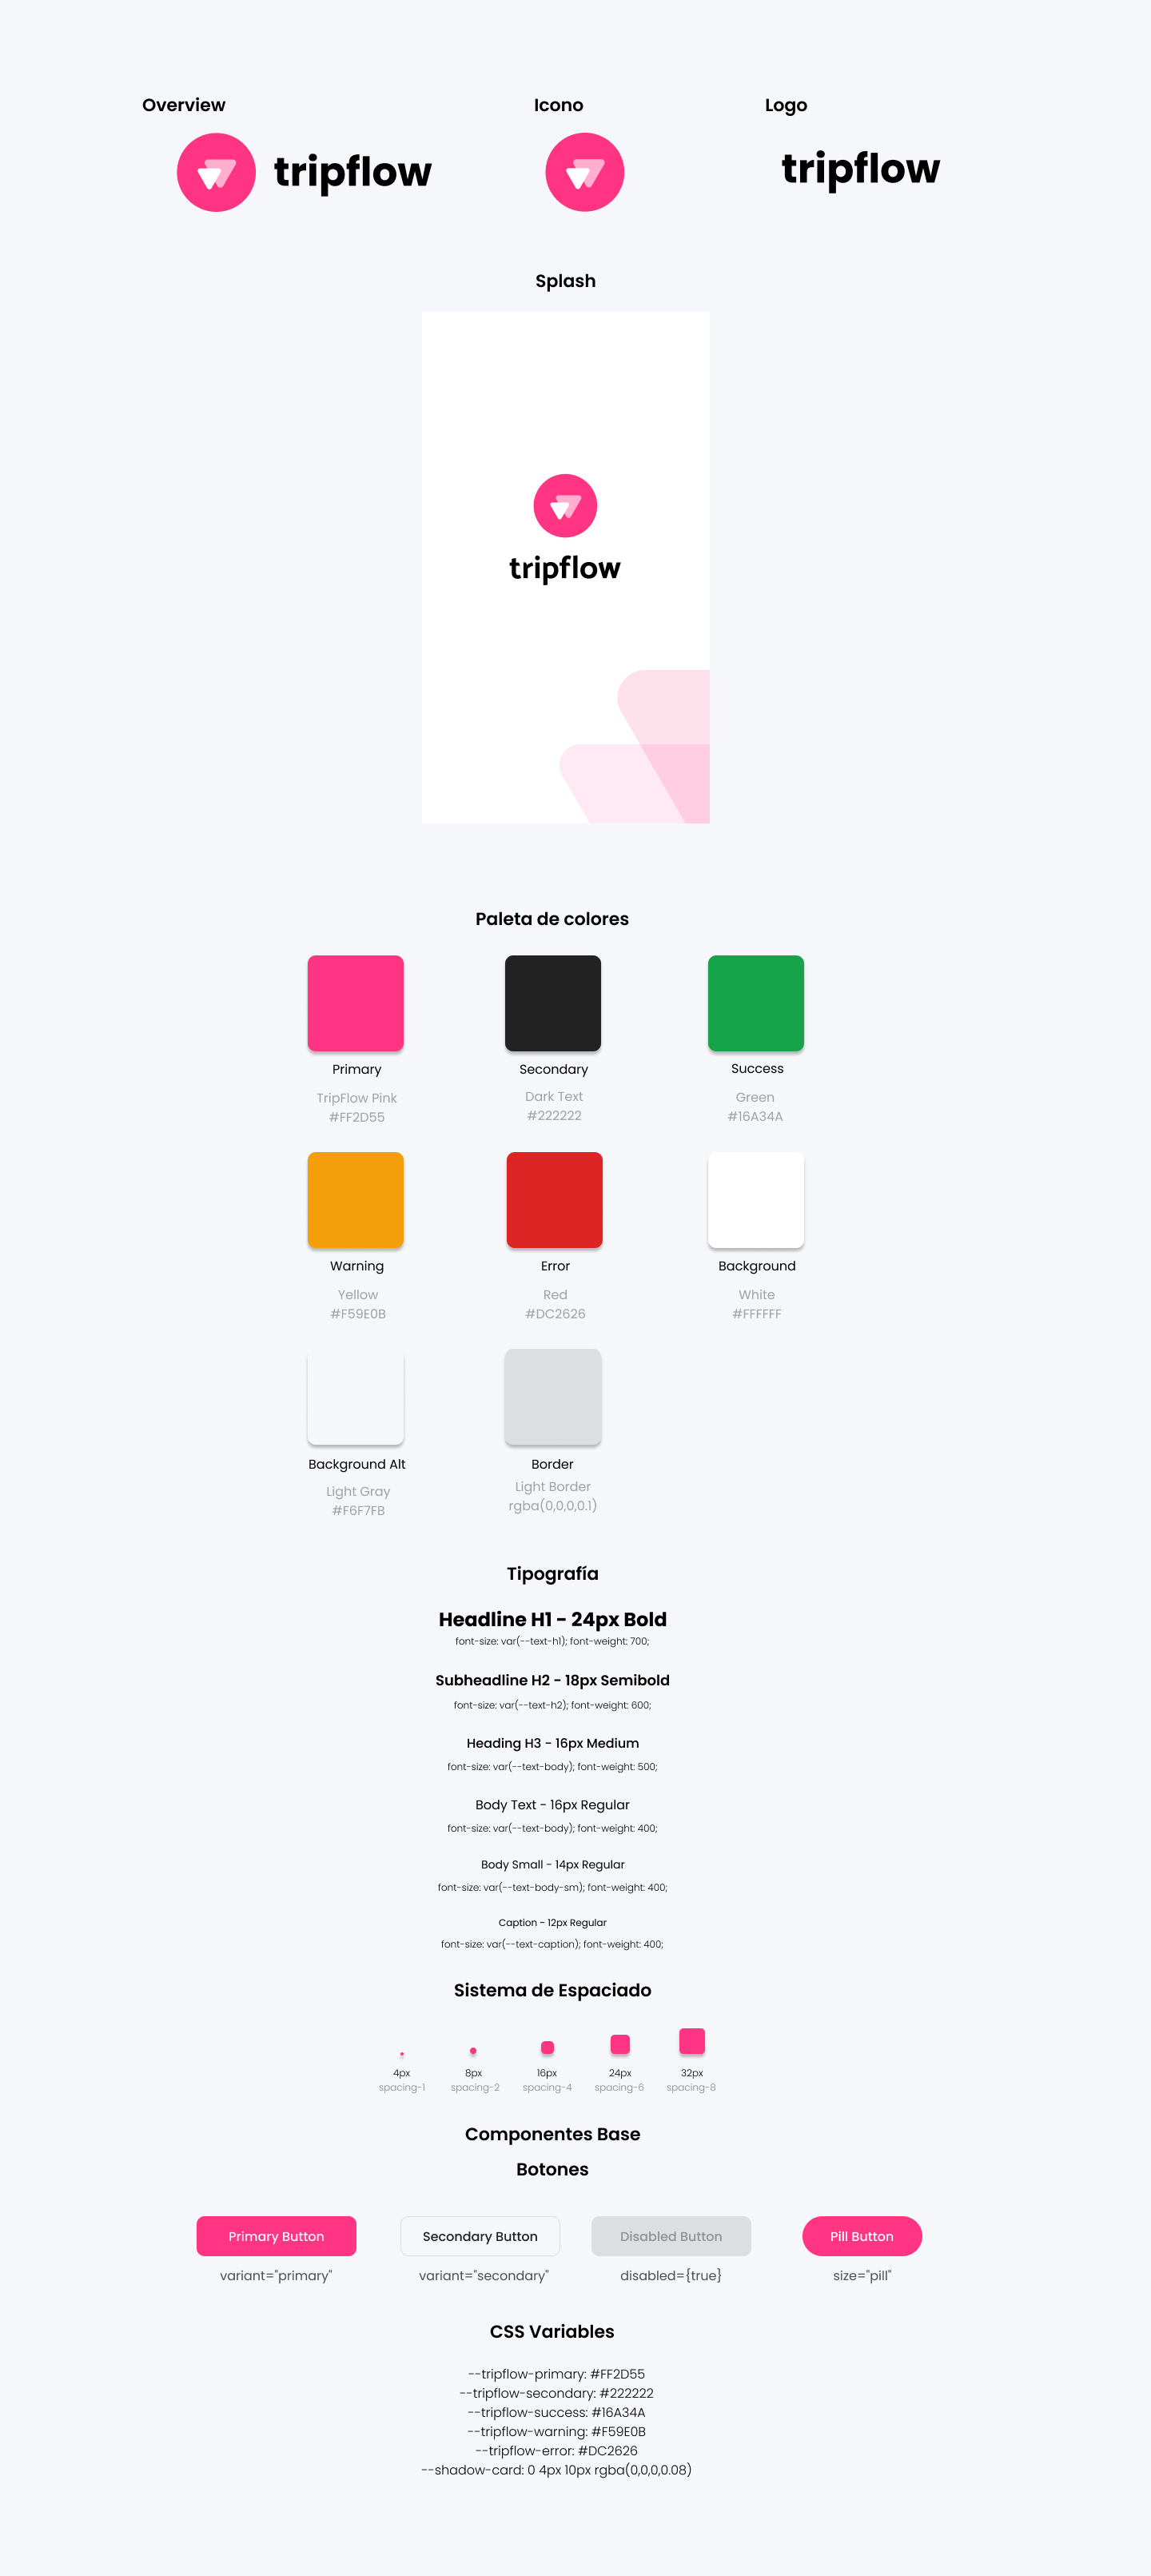 Overview
Icono
Logo
tripflow
tripflow
Splash
tripflow
Paleta de colores
Primary
TripFlow Pink
#FF2D55
Secondary
Dark Text
#222222
Success
Green
#16A34A
Warning
Yellow
#F59E0B
Error
Red
#DC2626
Background
White
#FFFFFF
Background Alt
Light Gray
#F6F7FB
Border
Light Border
rgba(0,0,0,0.1)
Tipografía
Headline H1 - 24px Bold
font-size: var(--text-h1); font-weight: 700;
Subheadline H2 - 18px Semibold
font-size: var(--text-h2); font-weight: 600;
Heading H3 - 16px Medium
font-size: var(--text-body); font-weight: 500;
Body Text - 16px Regular
font-size: var(--text-body); font-weight: 400;
Body Small - 14px Regular
font-size: var(--text-body-sm); font-weight: 400;
Caption - 12px Regular
font-size: var(--text-caption); font-weight: 400;
Sistema de Espaciado
4px
spacing-1
8px
spacing-2
16px
spacing-4
24px
spacing-6
32px
spacing-8
Componentes Base
Botones
Primary Button
variant="primary"
Secondary Button
variant="secondary"
Disabled Button
disabled={true}
Pill Button
size="pill"
CSS Variables
--tripflow-primary: #FF2D55
--tripflow-secondary: #222222
--tripflow-success: #16A34A
--tripflow-warning: #F59E0B
--tripflow-error: #DC2626
--shadow-card: 0 4px 10px rgba(0,0,0,0.08)